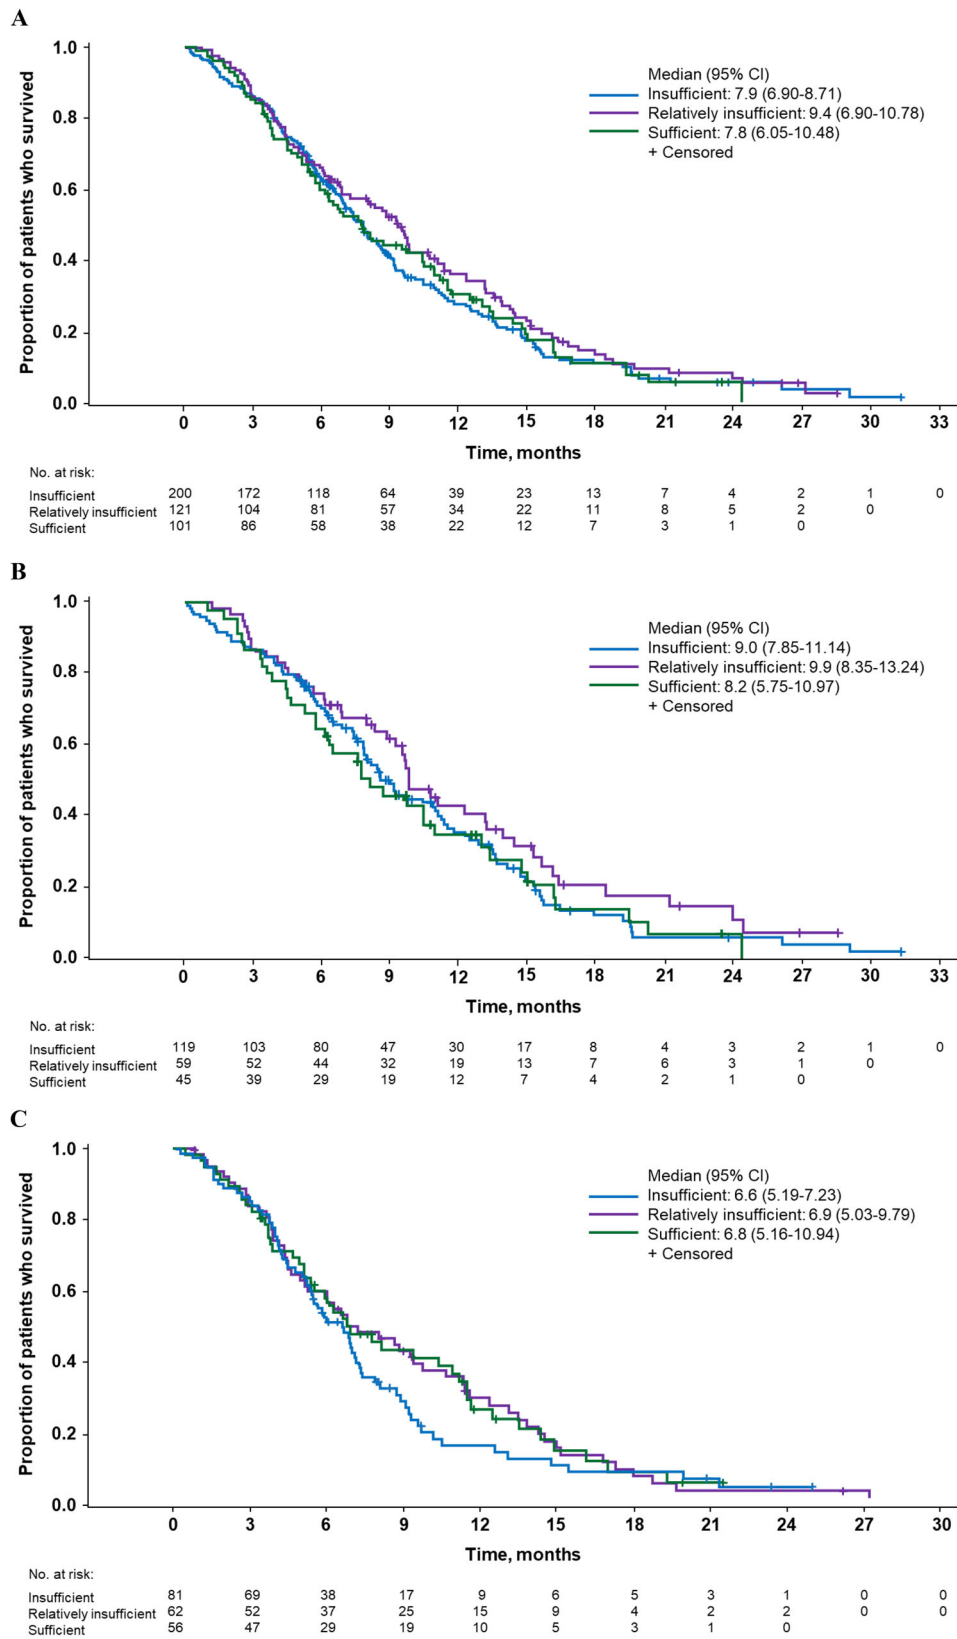 A
Proportion of patients who survived
1.0
0.8
0.6
0.4
0.2
0.0
Median (95% CI)
Insufficient: 7.9 (6.90-8.71)
Relatively insufficient: 9.4 (6.90-10.78)
Sufficient: 7.8 (6.05-10.48)
+ Censored
0 3 6 9 12 15 18 21 24 27 30 33
Time, months
No. at risk:
Insufficient 200 172 118 64 39 23 13 7 4 2 1 0
Relatively insufficient 121 104 81 57 34 22 11 8 5 2 0
Sufficient 101 86 58 38 22 12 7 3 1 0
B
Proportion of patients who survived
1.0
0.8
0.6
0.4
0.2
0.0
Median (95% CI)
Insufficient: 9.0 (7.85-11.14)
Relatively insufficient: 9.9 (8.35-13.24)
Sufficient: 8.2 (5.75-10.97)
+ Censored
0 3 6 9 12 15 18 21 24 27 30 33
Time, months
No. at risk:
Insufficient 119 103 80 47 30 17 8 4 3 2 1 0
Relatively insufficient 59 52 44 32 19 13 7 6 3 1 0
Sufficient 45 39 29 19 12 7 4 2 1 0
C
Proportion of patients who survived
1.0
0.8
0.6
0.4
0.2
0.0
Median (95% CI)
Insufficient: 6.6 (5.19-7.23)
Relatively insufficient: 6.9 (5.03-9.79)
Sufficient: 6.8 (5.16-10.94)
+ Censored
0 3 6 9 12 15 18 21 24 27 30
Time, months
No. at risk:
Insufficient 81 69 38 17 9 6 5 3 1 0 0
Relatively insufficient 62 52 37 25 15 9 4 2 2 0 0
Sufficient 56 47 29 19 10 5 3 1 0